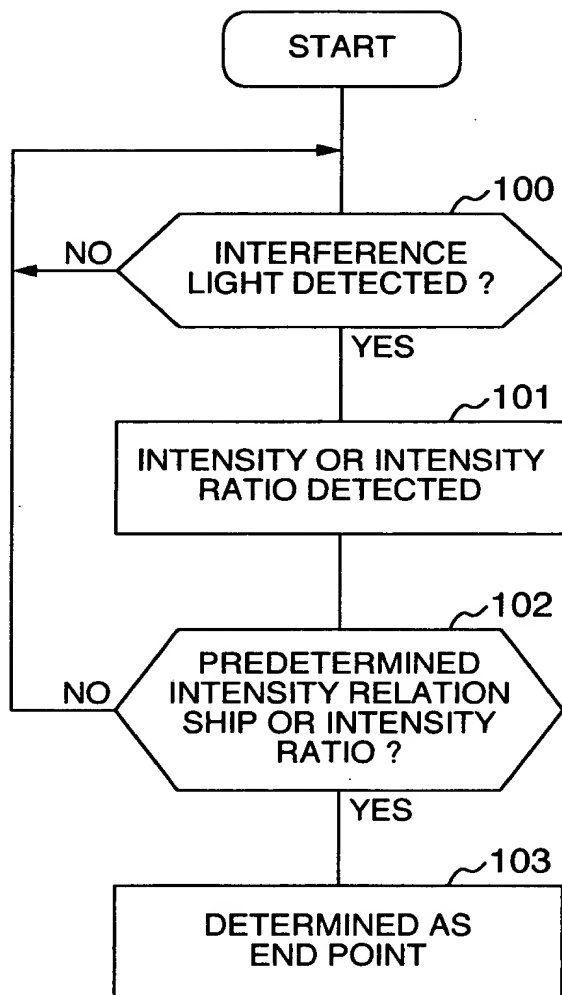 START
100
NO
INTERFERENCE
LIGHT DETECTED ?
YES
101
INTENSITY OR INTENSITY
RATIO DETECTED
102
NO
PREDETERMINED
INTENSITY RELATION
SHIP OR INTENSITY
RATIO ?
YES
103
DETERMINED AS
END POINT